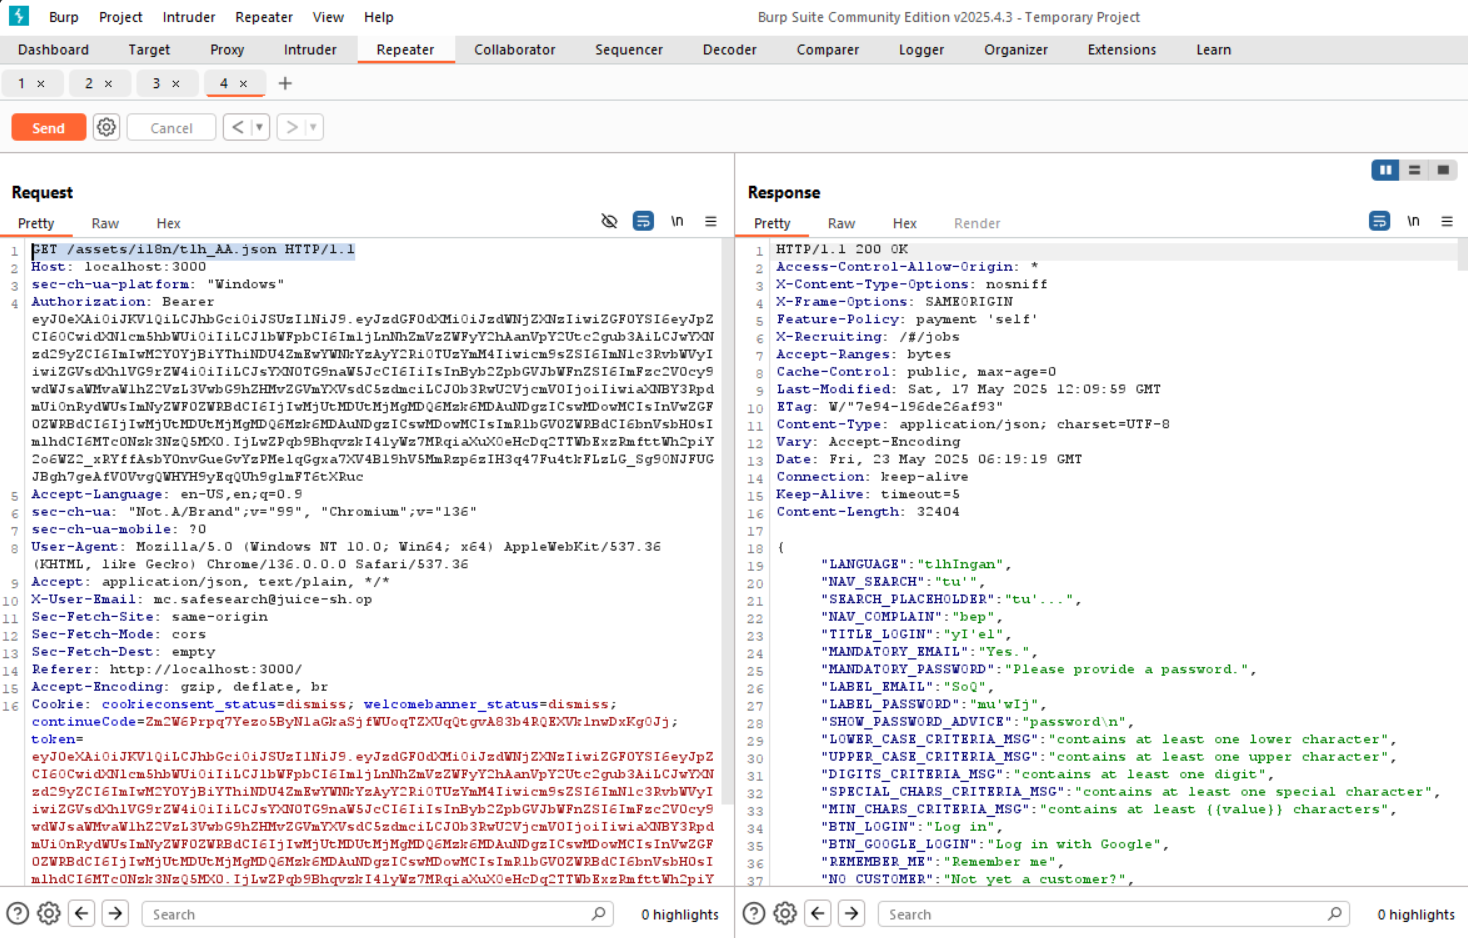 Burp Project Intruder Repeater View Help
Burp Suite Community Edition v2025.4.3 - Temporary Project
Dashboard Target Proxy Intruder Repeater Collaborator Sequencer Decoder Comparer Logger Organizer Extensions Learn
1 × 2 × 3 × 4 × +
Send Cancel < >
Request
Pretty Raw Hex \n
1 GET /assets/i18n/tlh_AA.json HTTP/1.1
2 Host: localhost:3000
3 sec-ch-ua-platform: "Windows"
4 Authorization: Bearer
5 Accept-Language: en-US,en;q=0.9
6 sec-ch-ua: "Not.A/Brand";v="99", "Chromium";v="136"
7 sec-ch-ua-mobile: ?0
8 User-Agent: Mozilla/5.0 (Windows NT 10.0; Win64; x64) AppleWebKit/537.36
(KHTML, like Gecko) Chrome/136.0.0.0 Safari/537.36
9 Accept: application/json, text/plain, */*
10 X-User-Email: mc.safesearch@juice-sh.op
11 Sec-Fetch-Site: same-origin
12 Sec-Fetch-Mode: cors
13 Sec-Fetch-Dest: empty
14 Referer: http://localhost:3000/
15 Accept-Encoding: gzip, deflate, br
16 Cookie: cookieconsent_status=dismiss; welcomebanner_status=dismiss;
continueCode=
token=
Search
0 highlights
Response
Pretty Raw Hex Render \n
1 HTTP/1.1 200 OK
2 Access-Control-Allow-Origin: *
3 X-Content-Type-Options: nosniff
4 X-Frame-Options: SAMEORIGIN
5 Feature-Policy: payment 'self'
6 X-Recruiting: /#/jobs
7 Accept-Ranges: bytes
8 Cache-Control: public, max-age=0
9 Last-Modified: Sat, 17 May 2025 12:09:59 GMT
10 ETag: W/"7e94-196de26af93"
11 Content-Type: application/json; charset=UTF-8
12 Vary: Accept-Encoding
13 Date: Fri, 23 May 2025 06:19:19 GMT
14 Connection: keep-alive
15 Keep-Alive: timeout=5
16 Content-Length: 32404
17
18 {
19 "LANGUAGE":"tlhIngan",
20 "NAV_SEARCH":"tu'",
21 "SEARCH_PLACEHOLDER":"tu'...",
22 "NAV_COMPLAIN":"bep",
23 "TITLE_LOGIN":"yI'el",
24 "MANDATORY_EMAIL":"Yes.",
25 "MANDATORY_PASSWORD":"Please provide a password.",
26 "LABEL_EMAIL":"SoQ",
27 "LABEL_PASSWORD":"mu'wIj",
28 "SHOW_PASSWORD_ADVICE":"password\n",
29 "LOWER_CASE_CRITERIA_MSG":"contains at least one lower character",
30 "UPPER_CASE_CRITERIA_MSG":"contains at least one upper character",
31 "DIGITS_CRITERIA_MSG":"contains at least one digit",
32 "SPECIAL_CHARS_CRITERIA_MSG":"contains at least one special character",
33 "MIN_CHARS_CRITERIA_MSG":"contains at least {{value}} characters",
34 "BTN_LOGIN":"Log in",
35 "BTN_GOOGLE_LOGIN":"Log in with Google",
36 "REMEMBER_ME":"Remember me",
37 "NO_CUSTOMER":"Not yet a customer?",
Search
0 highlights